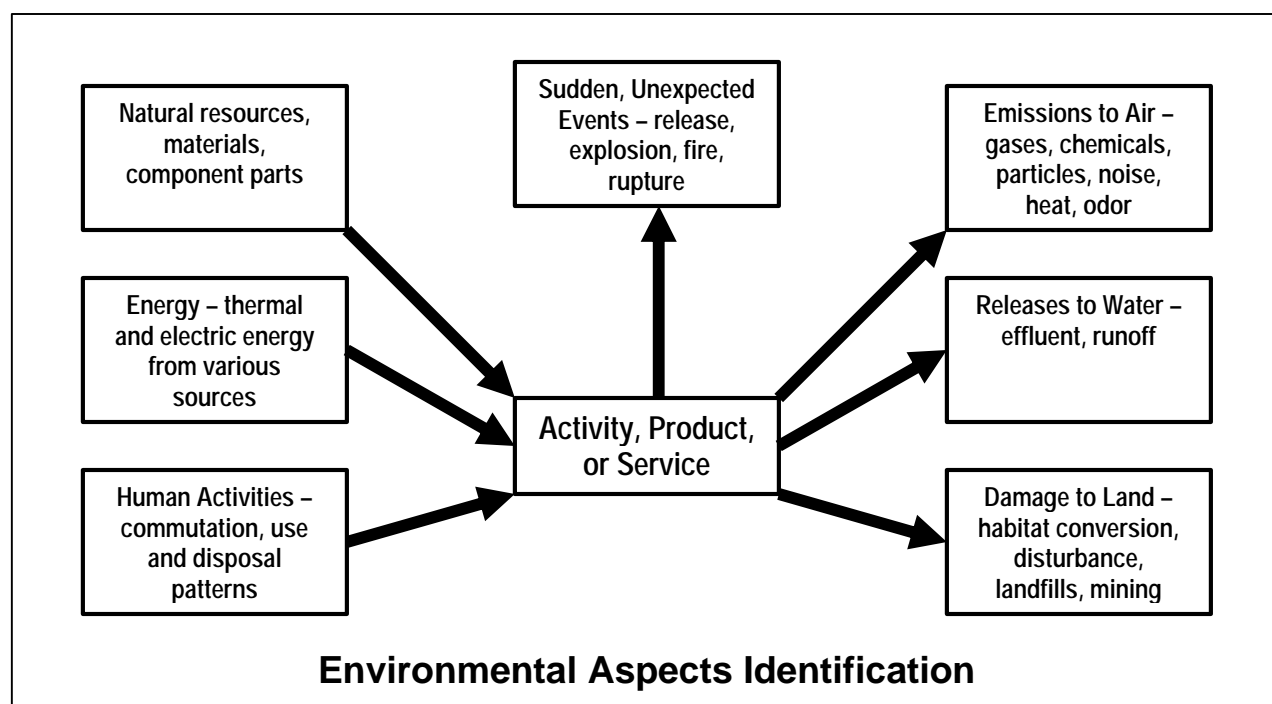 Natural resources,
materials,
component parts
Sudden, Unexpected
Events – release,
explosion, fire,
rupture
Emissions to Air –
gases, chemicals,
particles, noise,
heat, odor
Energy – thermal
and electric energy
from various
sources
Releases to Water –
effluent, runoff
Activity, Product,
or Service
Human Activities –
commutation, use
and disposal
patterns
Damage to Land –
habitat conversion,
disturbance,
landfills, mining
Environmental Aspects Identification